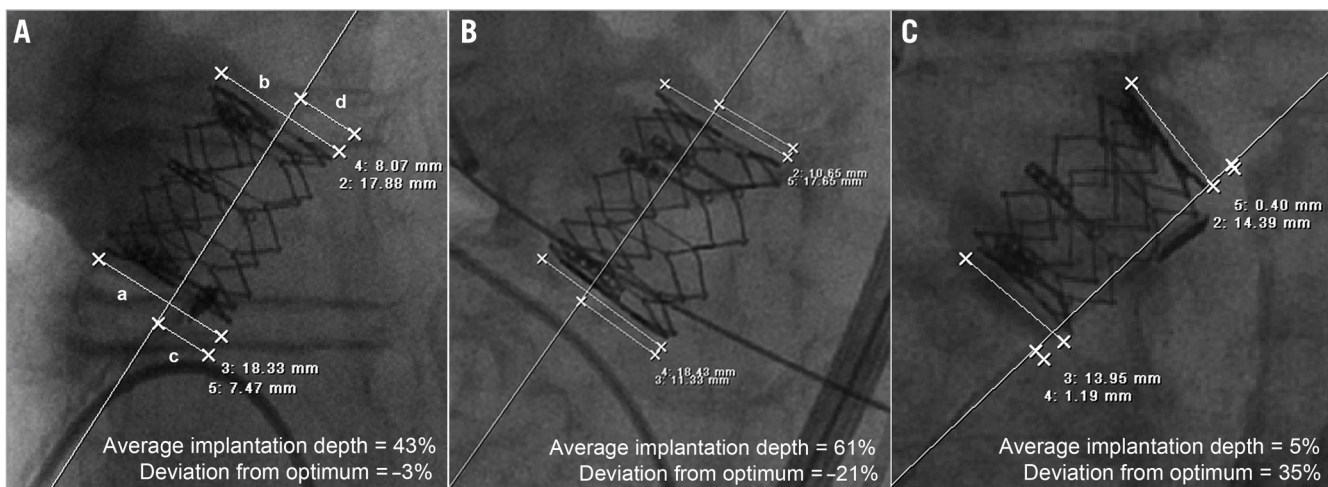 A
b
d
4: 8.07 mm
2: 17.88 mm
a
c
3: 18.33 mm
5: 7.47 mm
Average implantation depth = 43%
Deviation from optimum = –3%
B
2: 10.65 mm
5: 17.65 mm
4: 18.43 mm
3: 11.33 mm
Average implantation depth = 61%
Deviation from optimum = –21%
C
5: 0.40 mm
2: 14.39 mm
3: 13.95 mm
4: 1.19 mm
Average implantation depth = 5%
Deviation from optimum = 35%